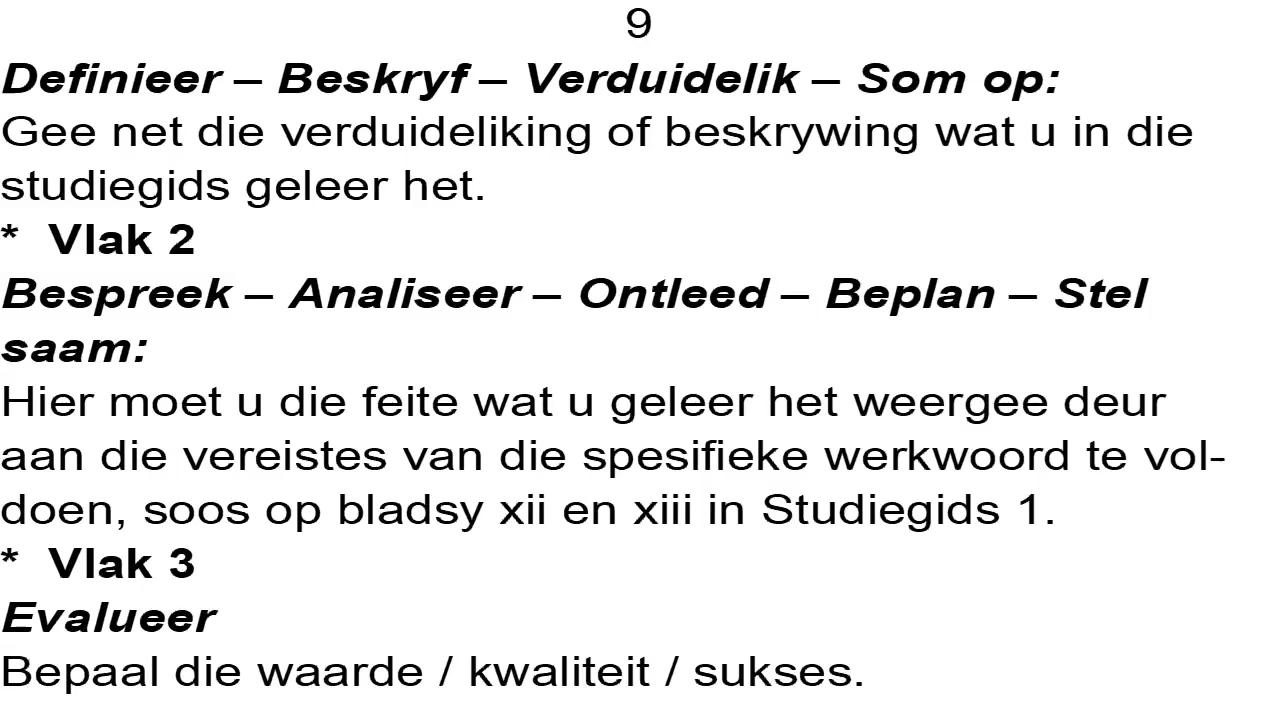 9
Definieer – Beskryf – Verduidelik – Som op:
Gee net die verduideliking of beskrywing wat u in die
studiegids geleer het.
* Vlak 2
Bespreek – Analiseer – Ontleed – Beplan – Stel
saam:
Hier moet u die feite wat u geleer het weergee deur
aan die vereistes van die spesifieke werkwoord te vol-
doen, soos op bladsy xii en xiii in Studiegids 1.
* Vlak 3
Evalueer
Bepaal die waarde / kwaliteit / sukses.